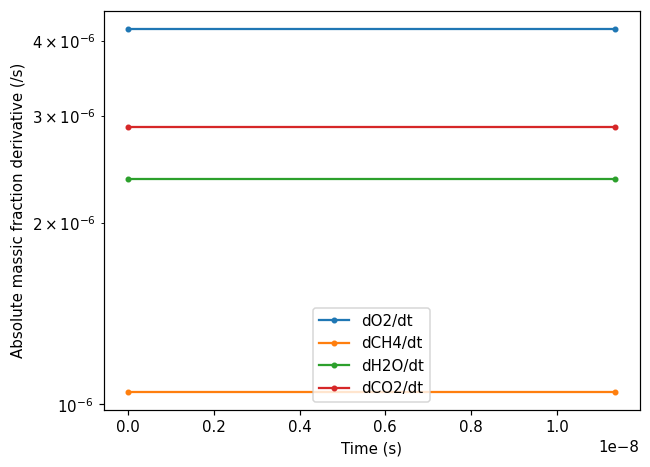 4 × 10⁻⁶
3 × 10⁻⁶
2 × 10⁻⁶
10⁻⁶
Absolute massic fraction derivative (/s)
dO2/dt
dCH4/dt
dH2O/dt
dCO2/dt
0.0 0.2 0.4 0.6 0.8 1.0
1e−8
Time (s)